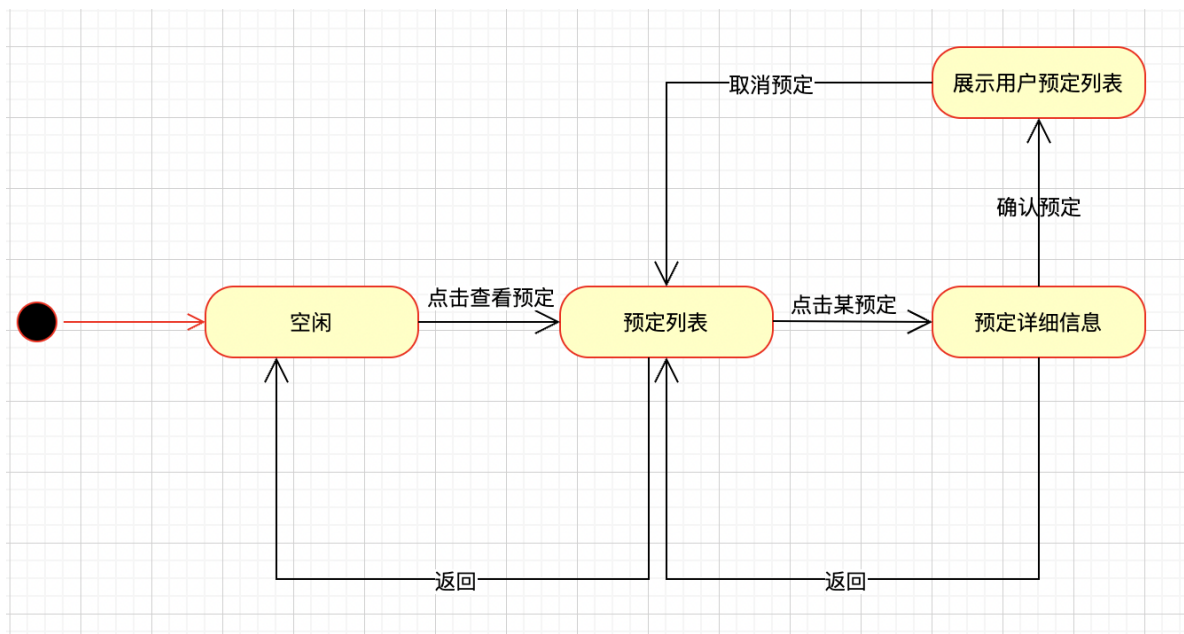 展示用户预定列表
取消预定
确认预定
点击查看预定
点击某预定
空闲
预定列表
预定详细信息
返回
返回